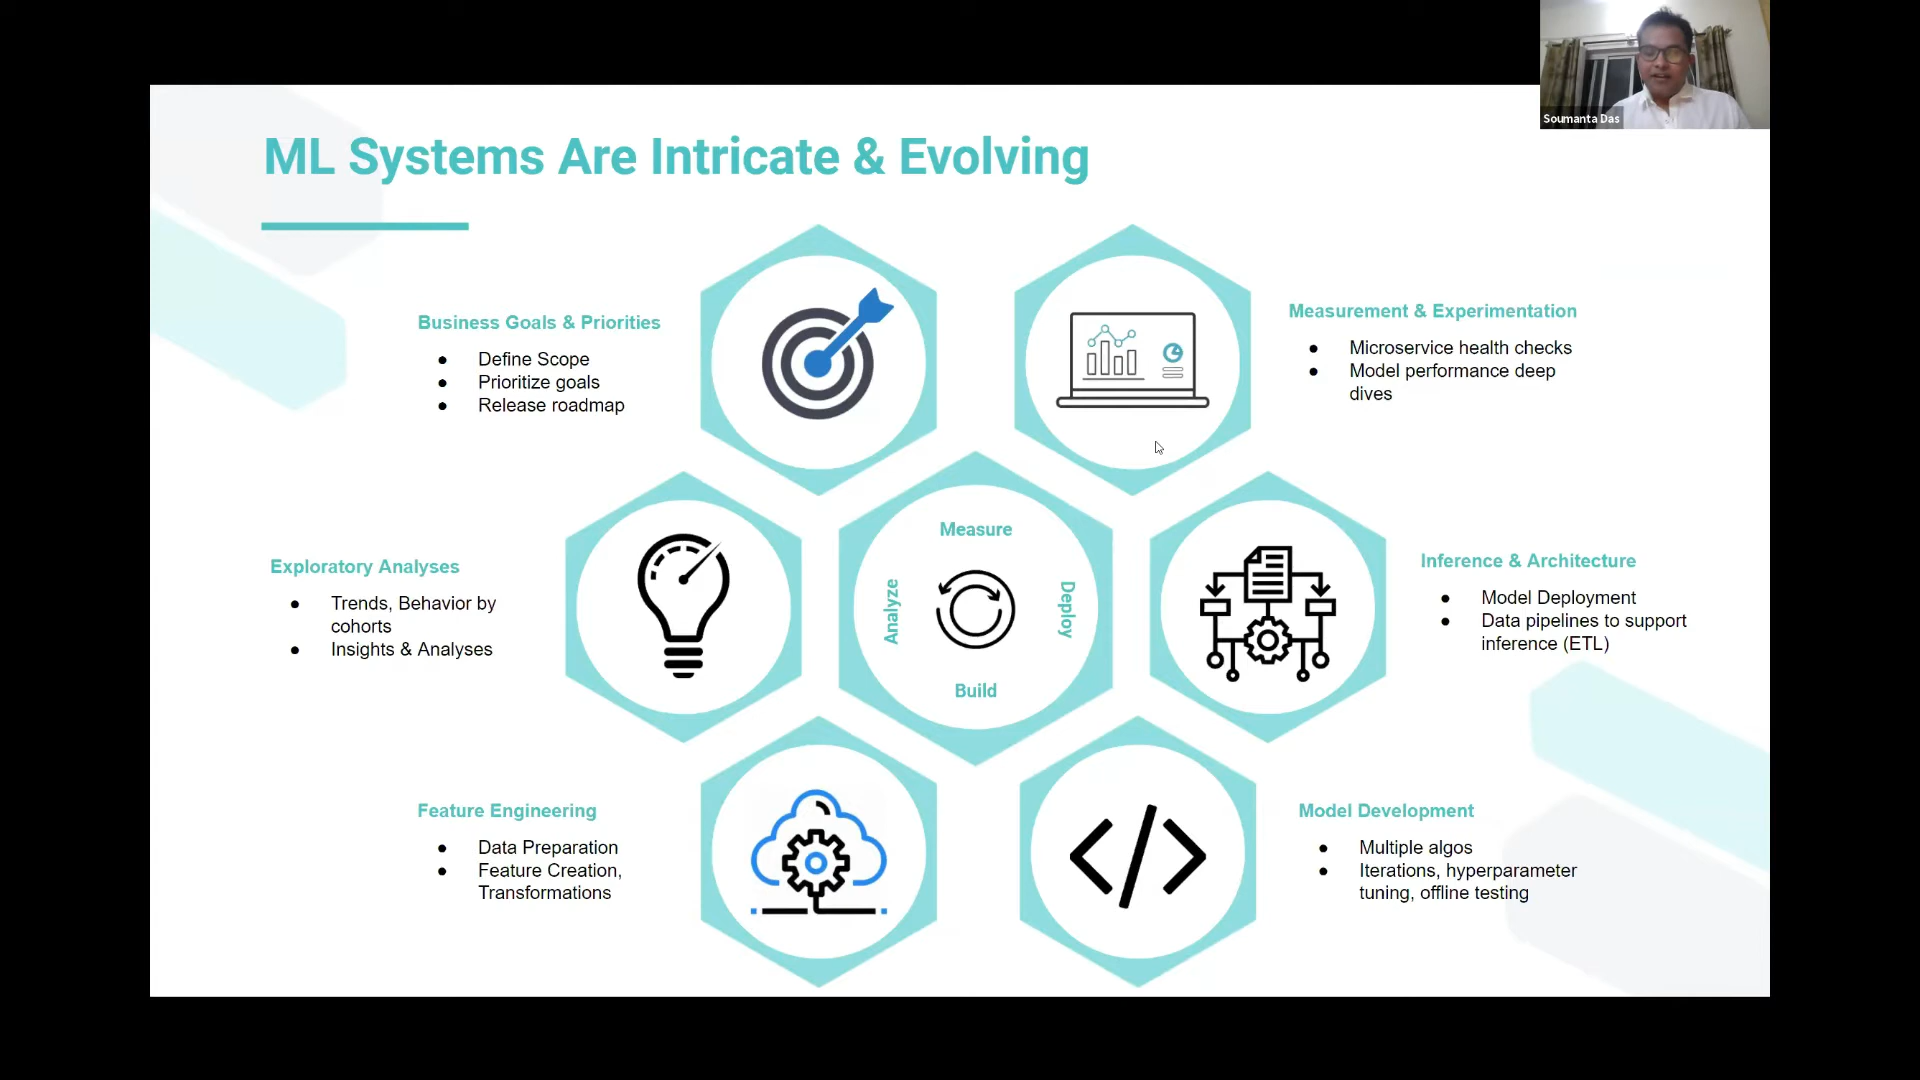 Soumanta Das
ML Systems Are Intricate & Evolving
Business Goals & Priorities
● Define Scope
● Prioritize goals
● Release roadmap
Measurement & Experimentation
● Microservice health checks
● Model performance deep
dives
Exploratory Analyses
● Trends, Behavior by
cohorts
● Insights & Analyses
Measure
Analyze
Deploy
Build
Inference & Architecture
● Model Deployment
● Data pipelines to support
inference (ETL)
Feature Engineering
● Data Preparation
● Feature Creation,
Transformations
Model Development
● Multiple algos
● Iterations, hyperparameter
tuning, offline testing